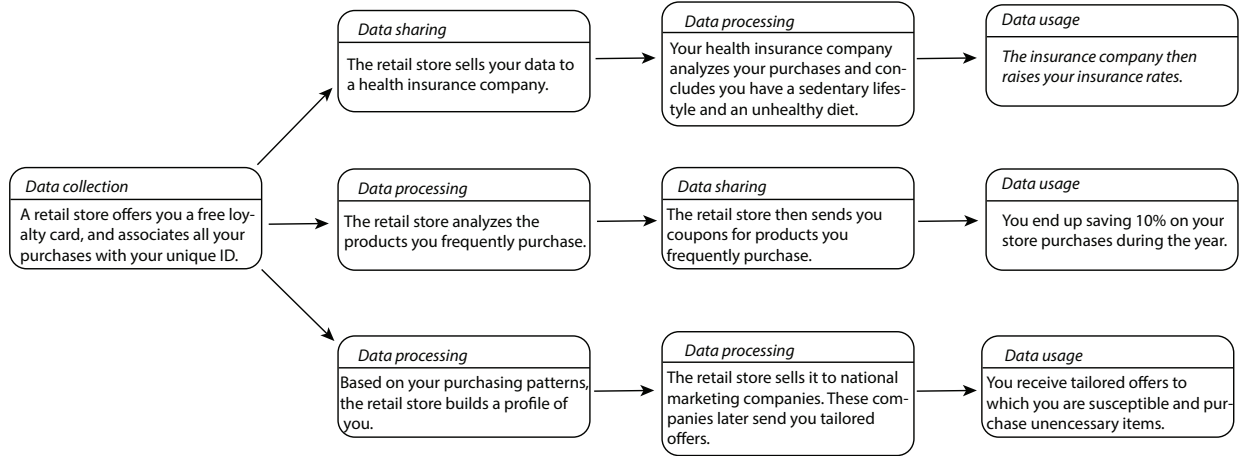 Data collection
A retail store offers you a free loy-
alty card, and associates all your
purchases with your unique ID.
Data sharing
The retail store sells your data to
a health insurance company.
Data processing
Your health insurance company
analyzes your purchases and con-
cludes you have a sedentary lifes-
tyle and an unhealthy diet.
Data usage
The insurance company then
raises your insurance rates.
Data processing
The retail store analyzes the
products you frequently purchase.
Data sharing
The retail store then sends you
coupons for products you
frequently purchase.
Data usage
You end up saving 10% on your
store purchases during the year.
Data processing
Based on your purchasing patterns,
the retail store builds a profile of
you.
Data processing
The retail store sells it to national
marketing companies. These com-
panies later send you tailored
offers.
Data usage
You receive tailored offers to
which you are susceptible and pur-
chase unencessary items.